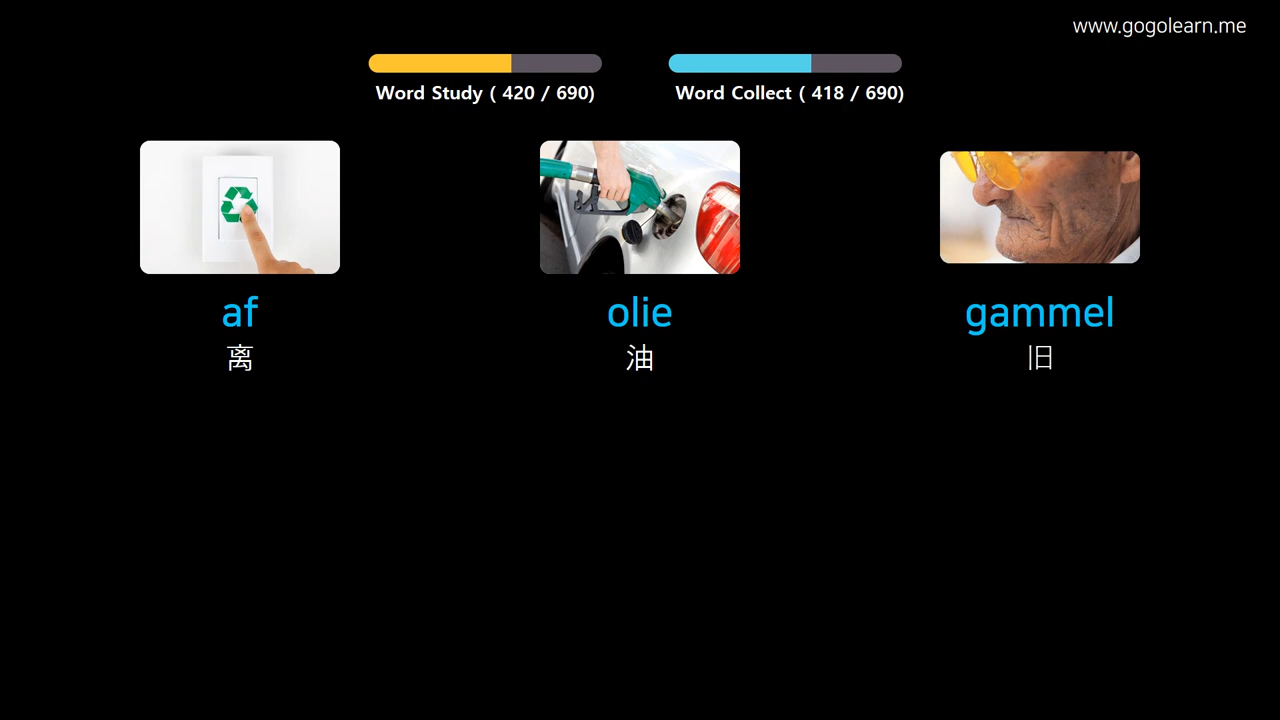 www.gogolearn.me
Word Study ( 420 / 690)
Word Collect ( 418 / 690)
af
离
olie
油
gammel
旧